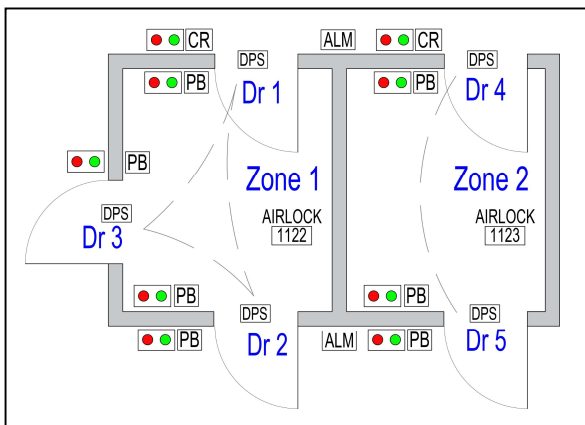 CR
DPS
ALM
CR
DPS
PB
Dr 1
PB
Dr 4
PB
Zone 1
Zone 2
DPS
Dr 3
AIRLOCK
1122
AIRLOCK
1123
PB
DPS
PB
DPS
PB
Dr 2
ALM
PB
Dr 5